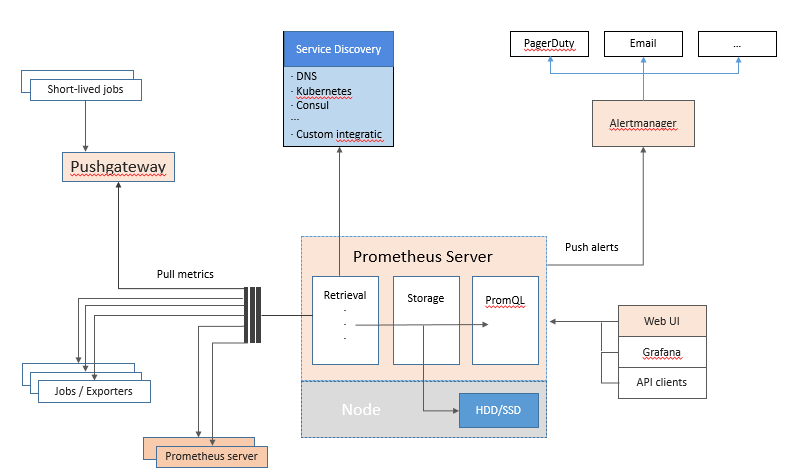 Service Discovery
· DNS
· Kubernetes
· Consul
...
· Custom integratic
PagerDuty
Email
...
Short-lived jobs
Alertmanager
Pushgateway
Push alerts
Prometheus Server
Pull metrics
Retrieval
·
·
·
Storage
PromQL
Web UI
Grafana
API clients
Jobs / Exporters
Node
HDD/SSD
Prometheus server